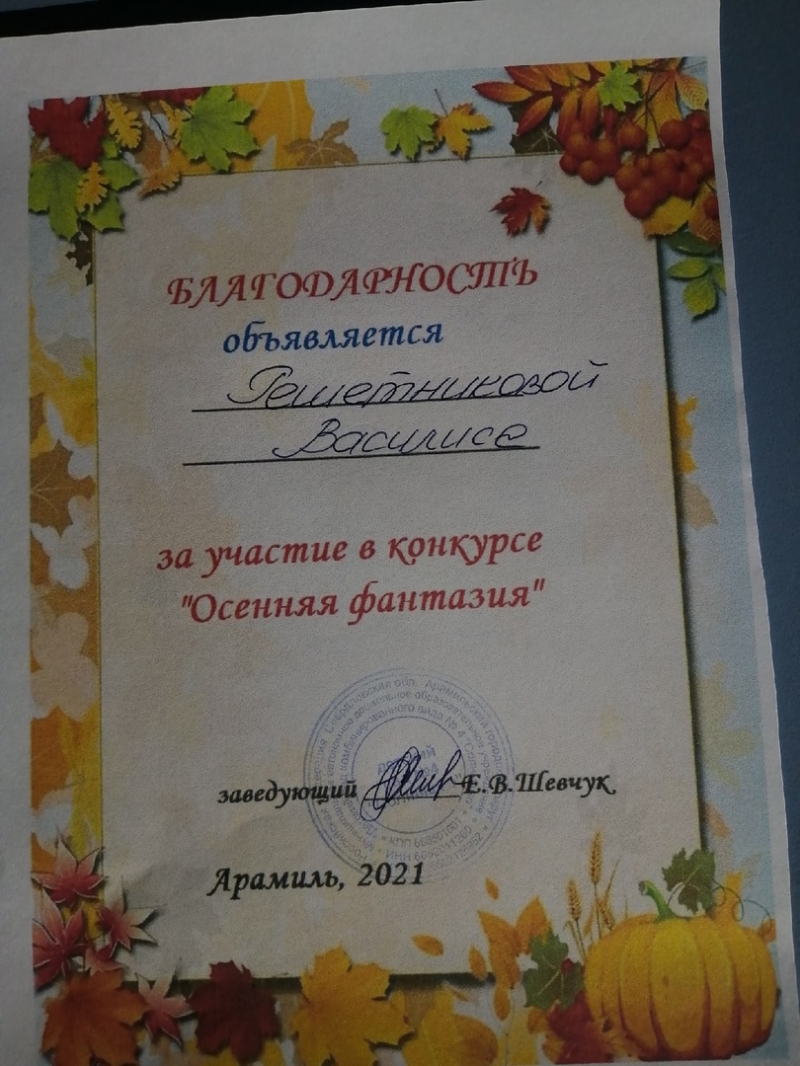 БЛАГОДАРНОСТЬ
объявляется
Решетниковой
Василисе
за участие в конкурсе
"Осенняя фантазия"
заведующий Е.В.Шевчук
Арамиль, 2021